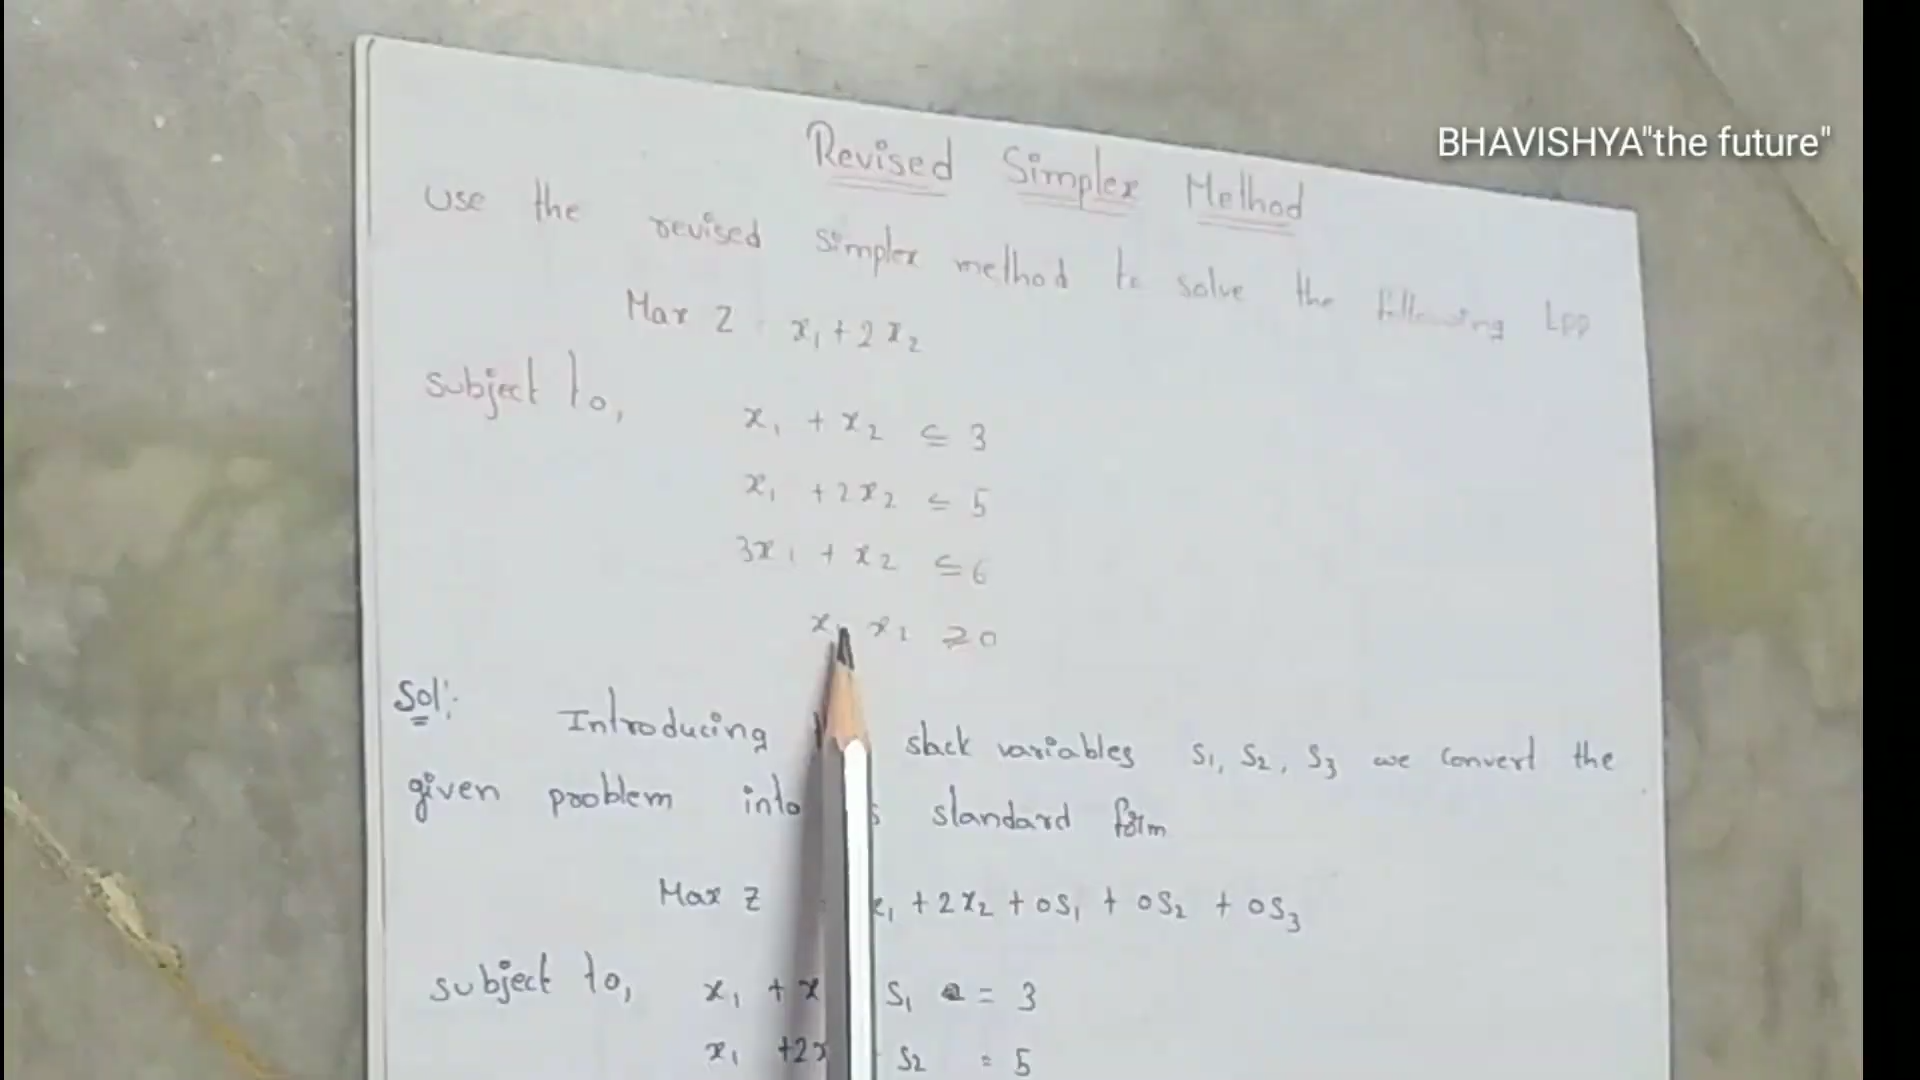 BHAVISHYA"the future"
Revised Simplex Method
Use the revised simplex method to solve the following Lpp
Max Z = x₁ + 2x₂
subject to,
x₁ + x₂ ≤ 3
x₁ + 2x₂ ≤ 5
3x₁ + x₂ ≤ 6
x₁ x₂ ≥ 0
Sol:
Introducing slack variables S₁, S₂, S₃ we convert the
given problem into standard form
Max Z x₁ + 2x₂ + 0S₁ + 0S₂ + 0S₃
subject to, x₁ + x S₁ = 3
x₁ +2x S₂ = 5